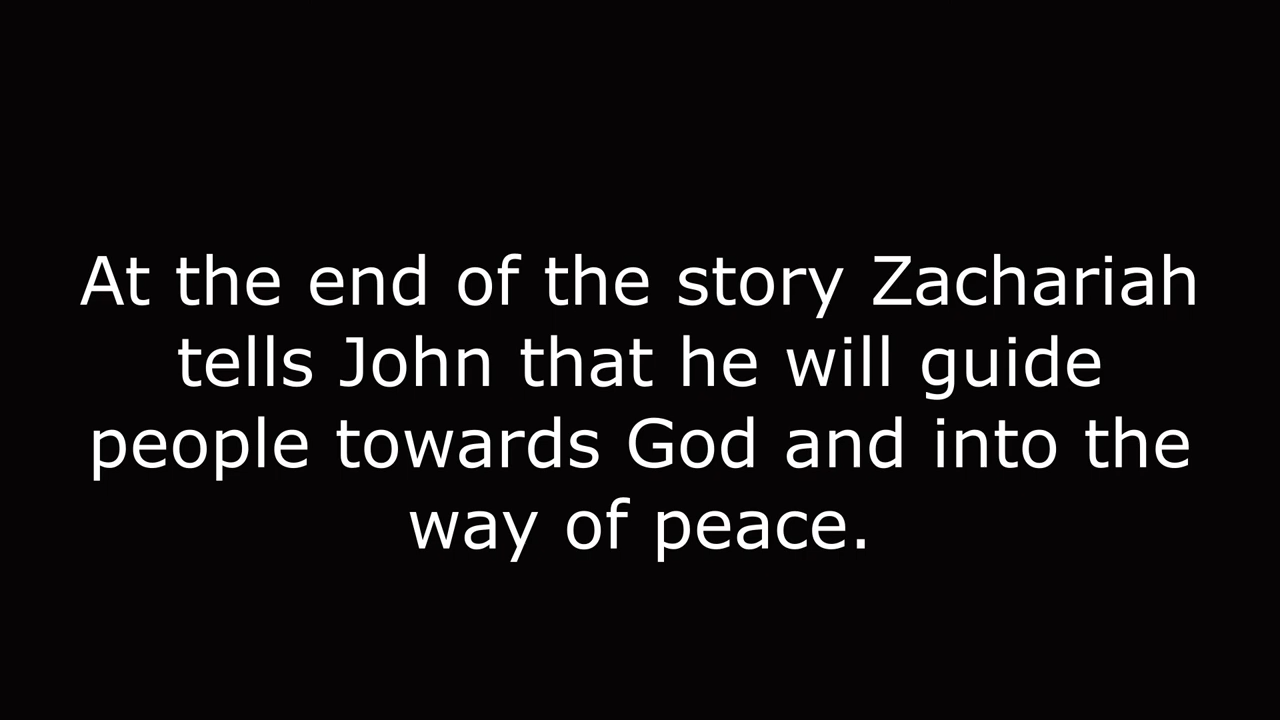 At the end of the story Zachariah
tells John that he will guide
people towards God and into the
way of peace.